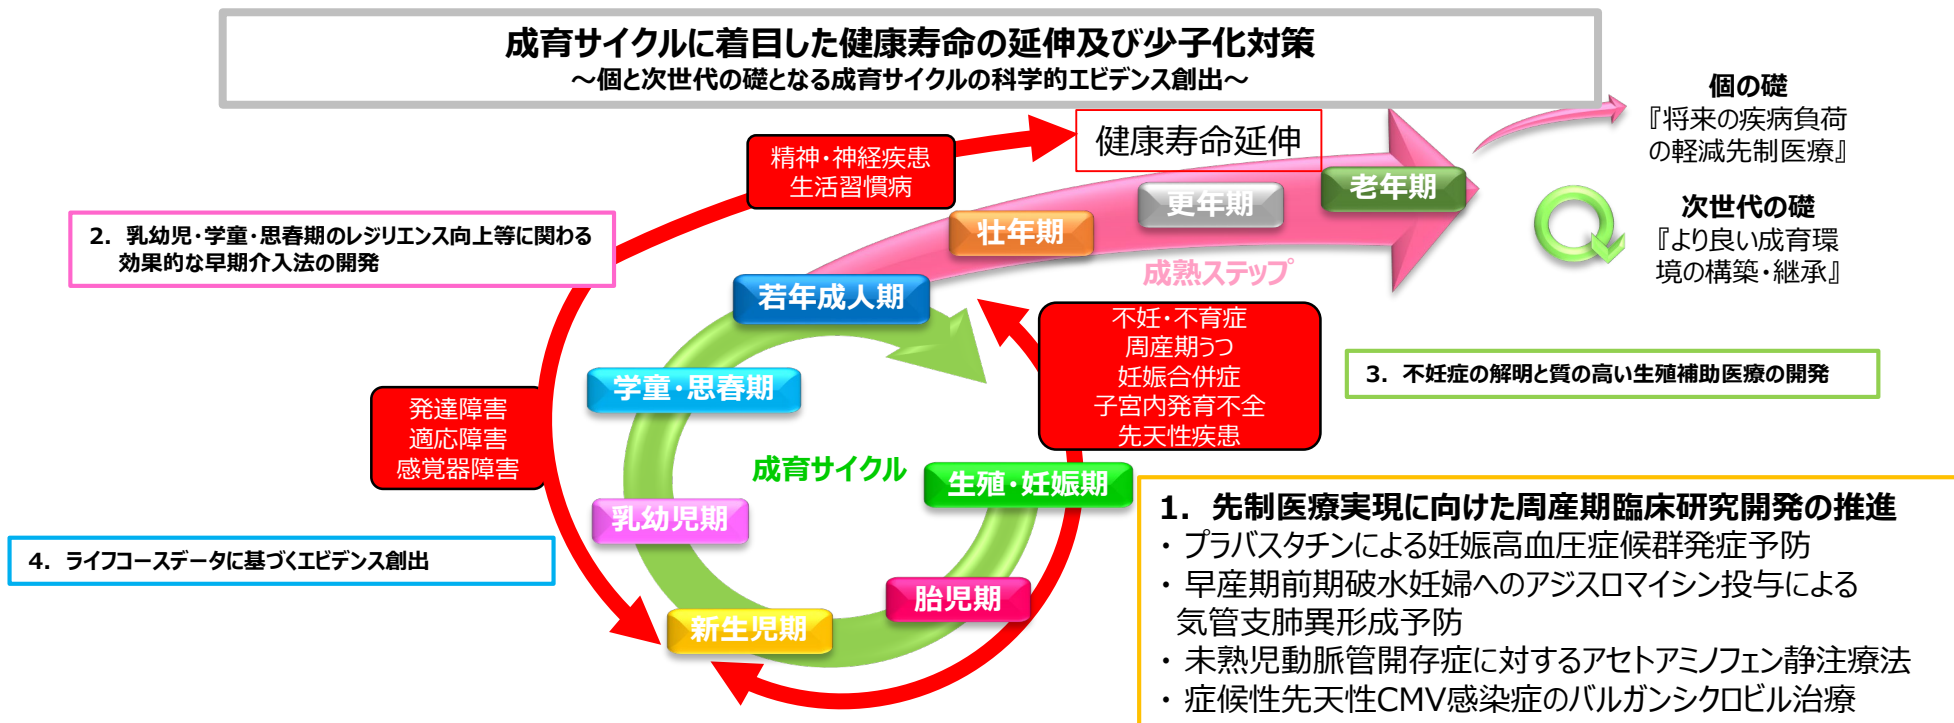 成育サイクルに着目した健康寿命の延伸及び少子化対策
～個と次世代の礎となる成育サイクルの科学的エビデンス創出～
個の礎
『将来の疾病負荷
の軽減先制医療』
次世代の礎
『より良い成育環
境の構築・継承』
健康寿命延伸
精神・神経疾患
生活習慣病
老年期
更年期
壮年期
成熟ステップ
2. 乳幼児・学童・思春期のレジリエンス向上等に関わる
効果的な早期介入法の開発
若年成人期
不妊・不育症
周産期うつ
妊娠合併症
子宮内発育不全
先天性疾患
3. 不妊症の解明と質の高い生殖補助医療の開発
学童・思春期
発達障害
適応障害
感覚器障害
成育サイクル
生殖・妊娠期
乳幼児期
4. ライフコースデータに基づくエビデンス創出
胎児期
新生児期
1. 先制医療実現に向けた周産期臨床研究開発の推進
・ プラバスタチンによる妊娠高血圧症候群発症予防
・ 早産期前期破水妊婦へのアジスロマイシン投与による
気管支肺異形成予防
・ 未熟児動脈管開存症に対するアセトアミノフェン静注療法
・ 症候性先天性CMV感染症のバルガンシクロビル治療